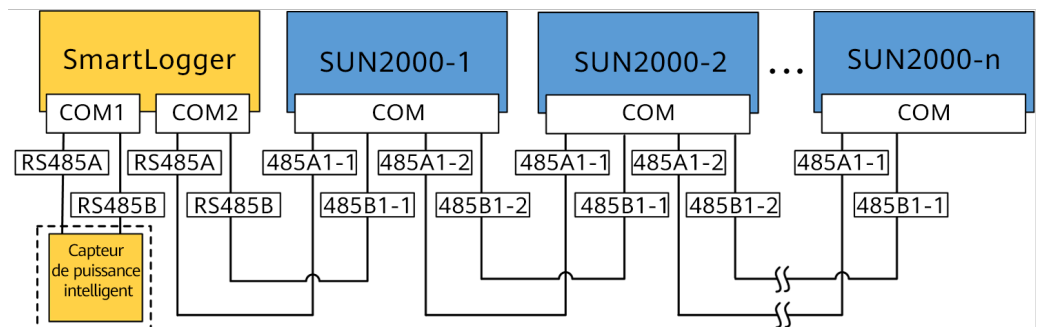 SmartLogger
SUN2000-1
SUN2000-2
...
SUN2000-n
COM1
COM2
COM
COM
COM
RS485A
RS485A
485A1-1
485A1-2
485A1-1
485A1-2
485A1-1
RS485B
RS485B
485B1-1
485B1-2
485B1-1
485B1-2
485B1-1
Capteur
de puissance
intelligent